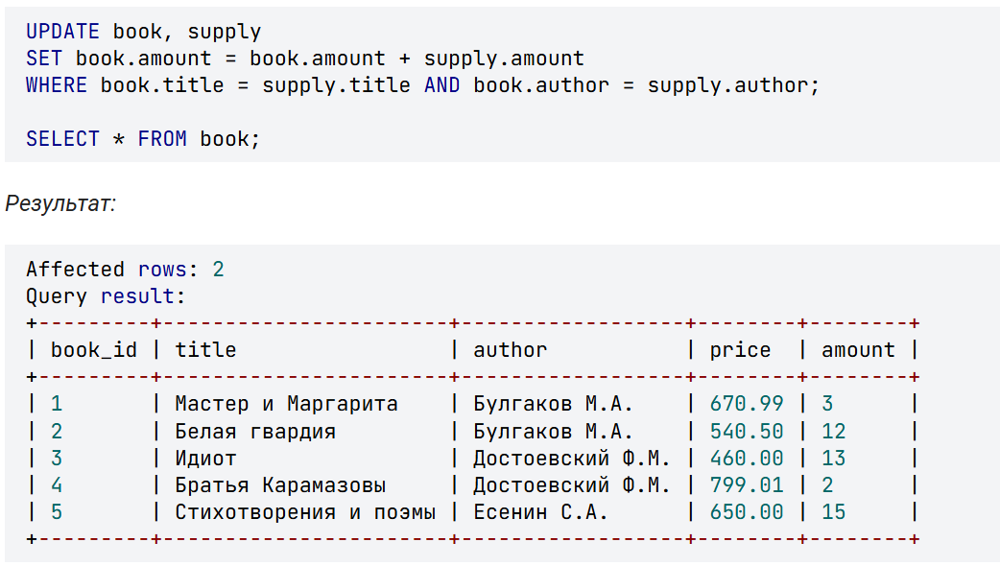 UPDATE book, supply
SET book.amount = book.amount + supply.amount
WHERE book.title = supply.title AND book.author = supply.author;
SELECT * FROM book;
Результат:
Affected rows: 2
Query result:
+---------+-----------------------+------------------+--------+--------+
| book_id | title                 | author           | price  | amount |
+---------+-----------------------+------------------+--------+--------+
| 1       | Мастер и Маргарита    | Булгаков М.А.    | 670.99 | 3      |
| 2       | Белая гвардия         | Булгаков М.А.    | 540.50 | 12     |
| 3       | Идиот                 | Достоевский Ф.М. | 460.00 | 13     |
| 4       | Братья Карамазовы     | Достоевский Ф.М. | 799.01 | 2      |
| 5       | Стихотворения и поэмы | Есенин С.А.      | 650.00 | 15     |
+---------+-----------------------+------------------+--------+--------+